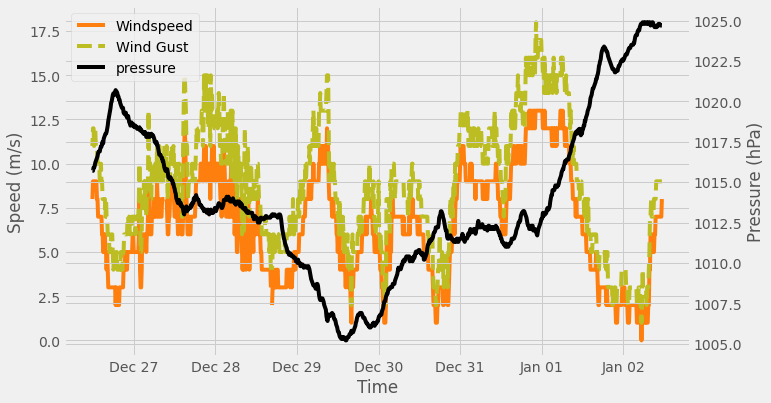 Windspeed
Wind Gust
pressure
17.5
15.0
12.5
10.0
7.5
5.0
2.5
0.0
Speed (m/s)
1025.0
1022.5
1020.0
1017.5
1015.0
1012.5
1010.0
1007.5
1005.0
Pressure (hPa)
Dec 27 Dec 28 Dec 29 Dec 30 Dec 31 Jan 01 Jan 02
Time